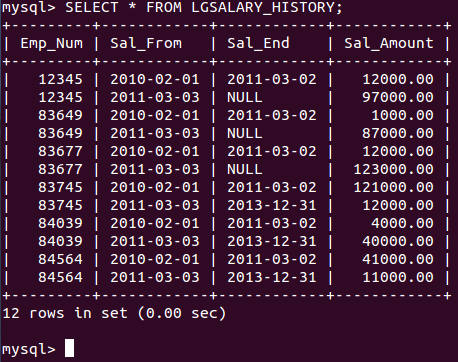 mysql> SELECT * FROM LGSALARY_HISTORY;
+---------+------------+------------+------------+
| Emp_Num | Sal_From   | Sal_End    | Sal_Amount |
+---------+------------+------------+------------+
|   12345 | 2010-02-01 | 2011-03-02 |   12000.00 |
|   12345 | 2011-03-03 | NULL       |   97000.00 |
|   83649 | 2010-02-01 | 2011-03-02 |    1000.00 |
|   83649 | 2011-03-03 | NULL       |   87000.00 |
|   83677 | 2010-02-01 | 2011-03-02 |   12000.00 |
|   83677 | 2011-03-03 | NULL       |  123000.00 |
|   83745 | 2010-02-01 | 2011-03-02 |  121000.00 |
|   83745 | 2011-03-03 | 2013-12-31 |   12000.00 |
|   84039 | 2010-02-01 | 2011-03-02 |    4000.00 |
|   84039 | 2011-03-03 | 2013-12-31 |   40000.00 |
|   84564 | 2010-02-01 | 2011-03-02 |   41000.00 |
|   84564 | 2011-03-03 | 2013-12-31 |   11000.00 |
+---------+------------+------------+------------+
12 rows in set (0.00 sec)
mysql>